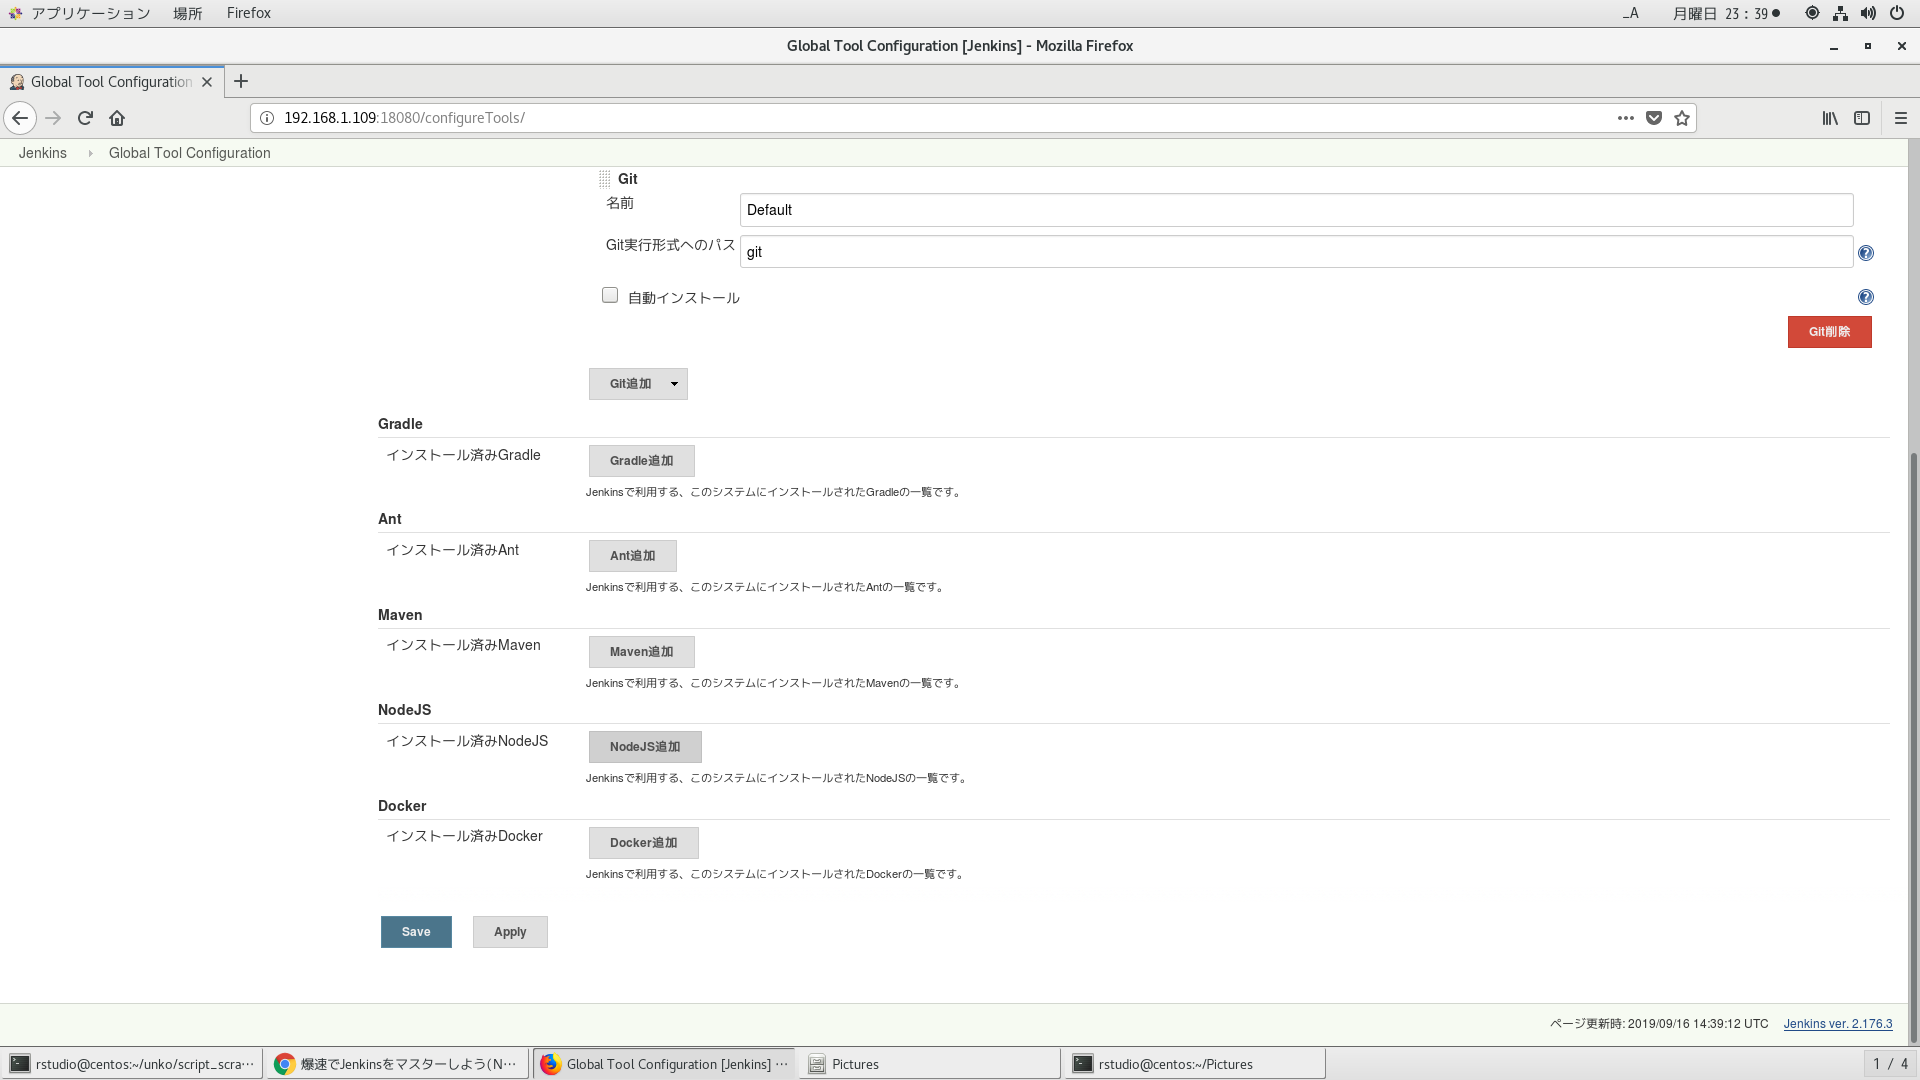 アプリケーション 場所 Firefox _A 月曜日 23 : 39
Global Tool Configuration [Jenkins] - Mozilla Firefox
Global Tool Configuration
192.168.1.109:18080/configureTools/
Jenkins Global Tool Configuration
Git
名前 Default
Git実行形式へのパス git
自動インストール
Git削除
Git追加
Gradle
インストール済みGradle Gradle追加
Jenkinsで利用する、このシステムにインストールされたGradleの一覧です。
Ant
インストール済みAnt Ant追加
Jenkinsで利用する、このシステムにインストールされたAntの一覧です。
Maven
インストール済みMaven Maven追加
Jenkinsで利用する、このシステムにインストールされたMavenの一覧です。
NodeJS
インストール済みNodeJS NodeJS追加
Jenkinsで利用する、このシステムにインストールされたNodeJSの一覧です。
Docker
インストール済みDocker Docker追加
Jenkinsで利用する、このシステムにインストールされたDockerの一覧です。
Save Apply
ページ更新時: 2019/09/16 14:39:12 UTC Jenkins ver. 2.176.3
rstudio@centos:~/unko/script_scra… 爆速でJenkinsをマスターしよう(N… Global Tool Configuration [Jenkins] … Pictures rstudio@centos:~/Pictures 1 / 4